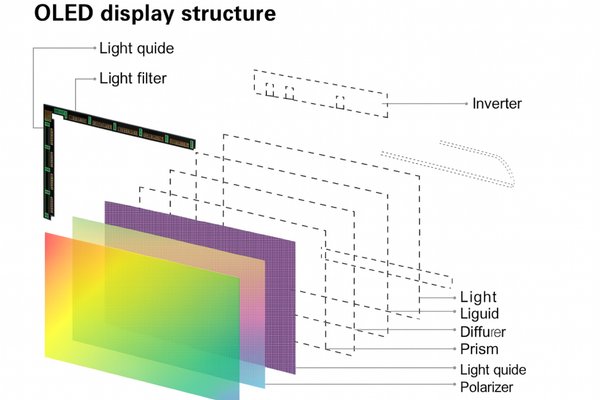 OLED display structure
Light quide
Light filter
Inverter
Light
Liguid
Diffurer
Prism
Light quide
Polarizer